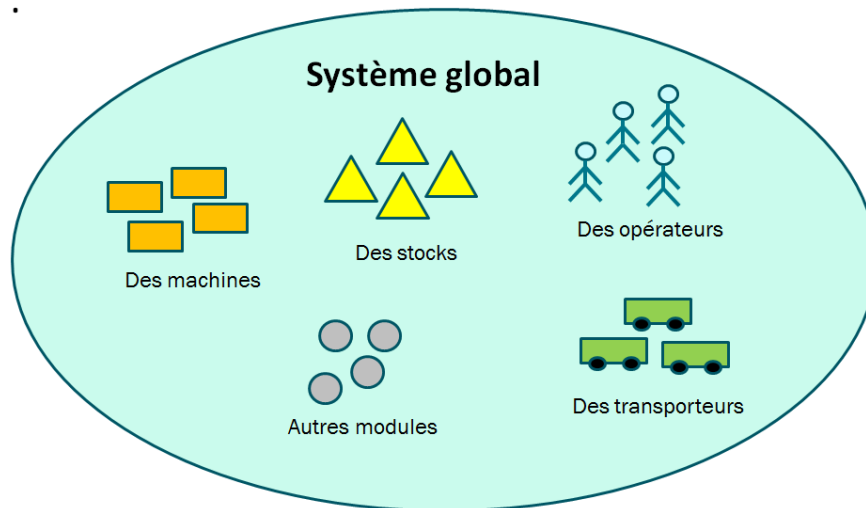 Système global
Des machines
Des stocks
Des opérateurs
Autres modules
Des transporteurs